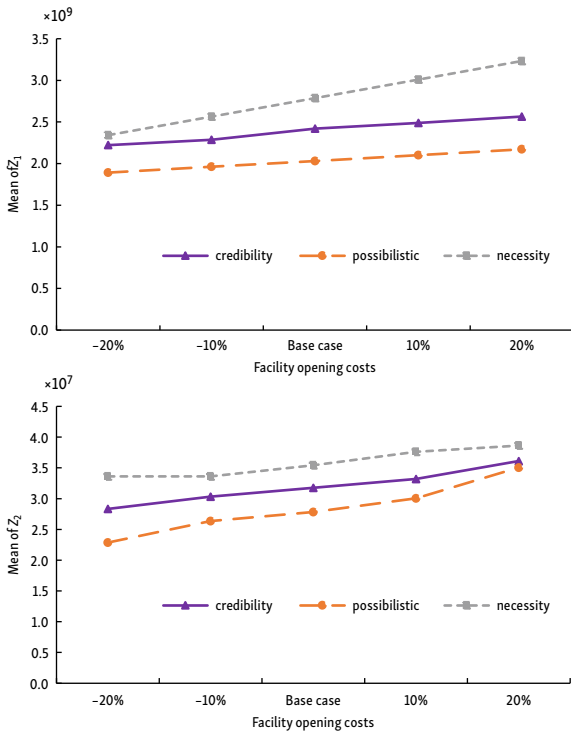 ×10⁹
3.5
3.0
2.5
2.0
1.5
1.0
0.5
0.0
Mean ofZ₁
credibility possibilistic necessity
−20% −10% Base case 10% 20%
Facility opening costs
×10⁷
4.5
4.0
3.5
3.0
2.5
2.0
1.5
1.0
0.5
0.0
Mean of Z₂
credibility possibilistic necessity
−20% −10% Base case 10% 20%
Facility opening costs